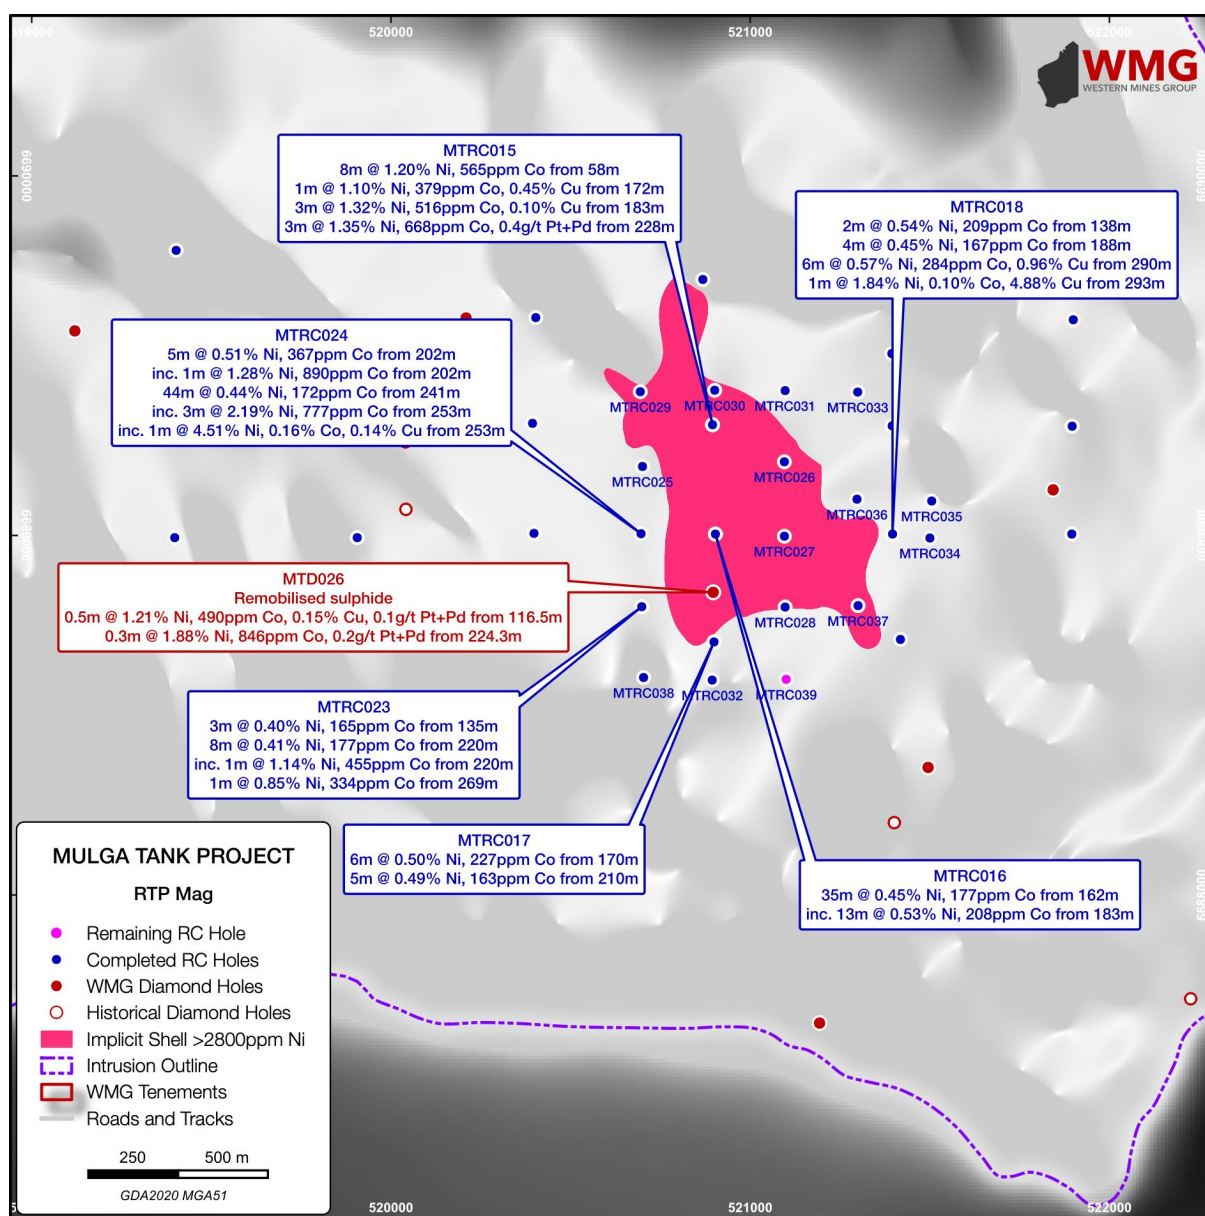 519000
520000
521000
522000
WMG
WESTERN MINES GROUP
6690000
6690000
MTRC015
8m @ 1.20% Ni, 565ppm Co from 58m
1m @ 1.10% Ni, 379ppm Co, 0.45% Cu from 172m
3m @ 1.32% Ni, 516ppm Co, 0.10% Cu from 183m
3m @ 1.35% Ni, 668ppm Co, 0.4g/t Pt+Pd from 228m
MTRC018
2m @ 0.54% Ni, 209ppm Co from 138m
4m @ 0.45% Ni, 167ppm Co from 188m
6m @ 0.57% Ni, 284ppm Co, 0.96% Cu from 290m
1m @ 1.84% Ni, 0.10% Co, 4.88% Cu from 293m
MTRC024
5m @ 0.51% Ni, 367ppm Co from 202m
inc. 1m @ 1.28% Ni, 890ppm Co from 202m
44m @ 0.44% Ni, 172ppm Co from 241m
inc. 3m @ 2.19% Ni, 777ppm Co from 253m
inc. 1m @ 4.51% Ni, 0.16% Co, 0.14% Cu from 253m
MTRC029
MTRC030
MTRC031
MTRC033
MTRC025
MTRC026
MTRC036
MTRC035
MTRC027
MTRC034
6689000
6689000
MTD026
Remobilised sulphide
0.5m @ 1.21% Ni, 490ppm Co, 0.15% Cu, 0.1g/t Pt+Pd from 116.5m
0.3m @ 1.88% Ni, 846ppm Co, 0.2g/t Pt+Pd from 224.3m
MTRC028
MTRC037
MTRC038
MTRC032
MTRC039
MTRC023
3m @ 0.40% Ni, 165ppm Co from 135m
8m @ 0.41% Ni, 177ppm Co from 220m
inc. 1m @ 1.14% Ni, 455ppm Co from 220m
1m @ 0.85% Ni, 334ppm Co from 269m
MTRC017
6m @ 0.50% Ni, 227ppm Co from 170m
5m @ 0.49% Ni, 163ppm Co from 210m
MTRC016
35m @ 0.45% Ni, 177ppm Co from 162m
inc. 13m @ 0.53% Ni, 208ppm Co from 183m
6688000
MULGA TANK PROJECT
RTP Mag
Remaining RC Hole
Completed RC Holes
WMG Diamond Holes
Historical Diamond Holes
Implicit Shell >2800ppm Ni
Intrusion Outline
WMG Tenements
Roads and Tracks
250 500 m
GDA2020 MGA51
520000
521000
522000